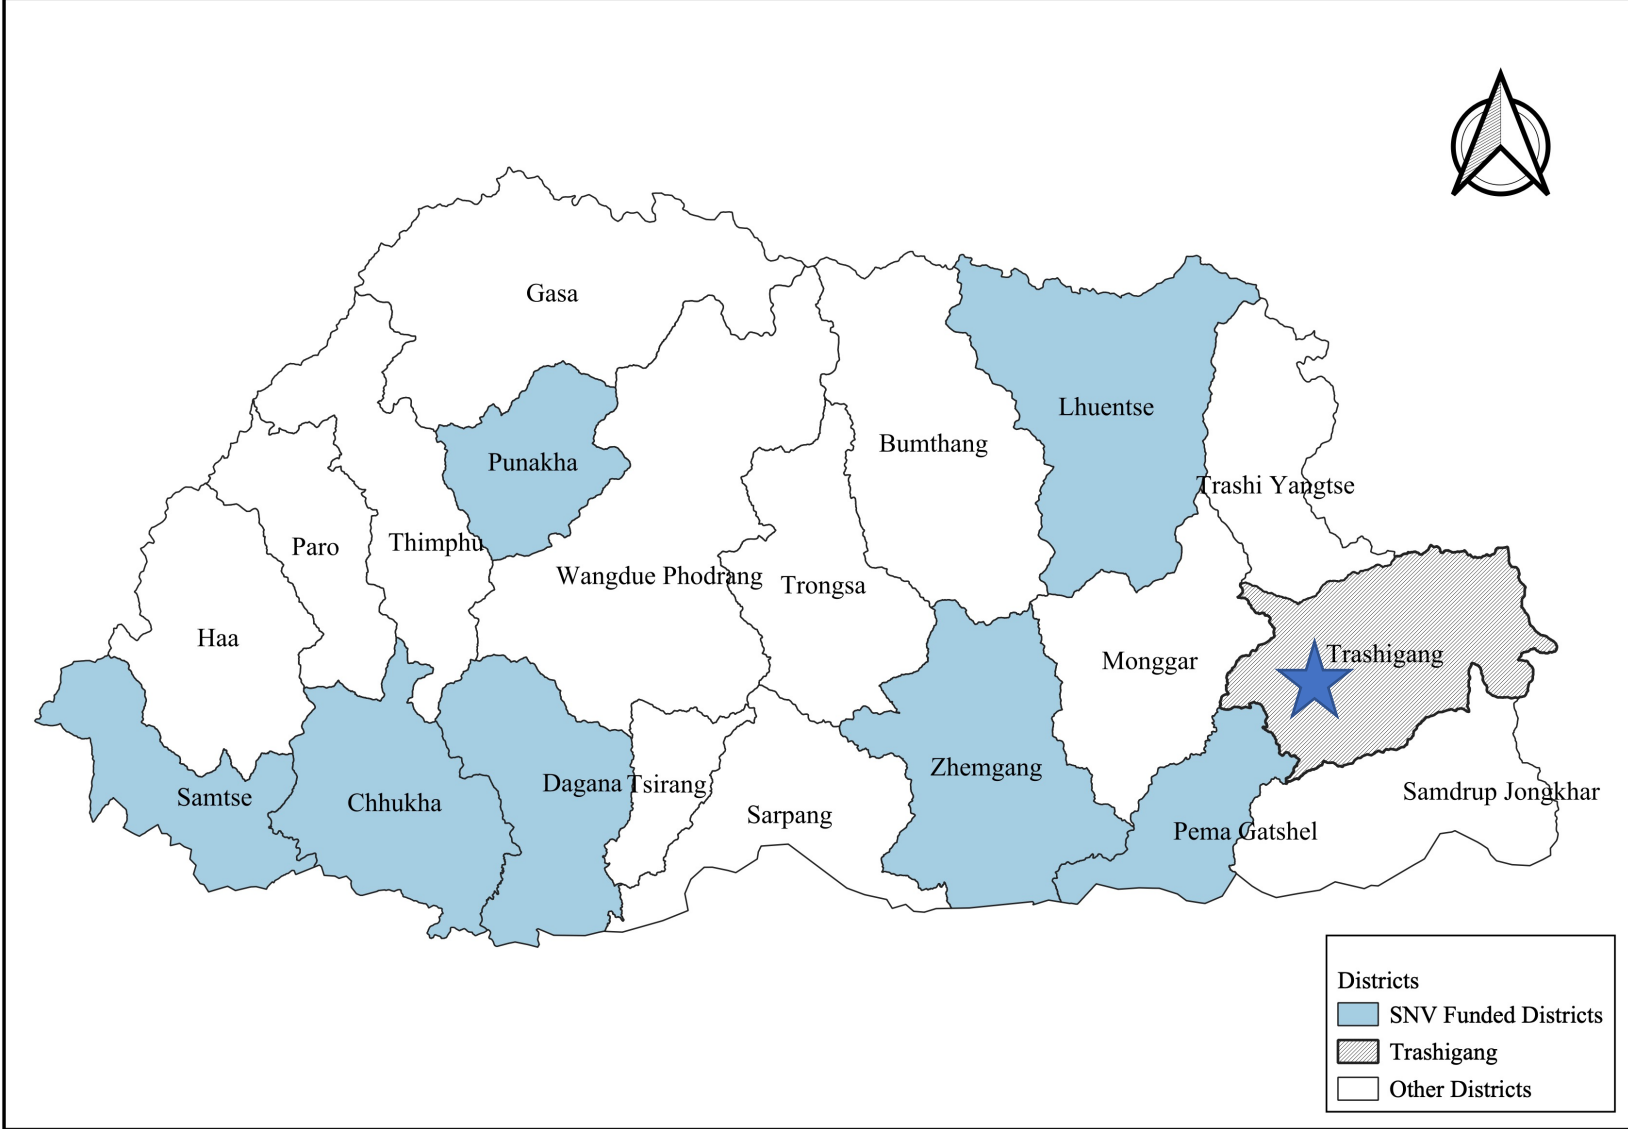 Gasa
Lhuentse
Bumthang
Punakha
Trashi Yangtse
Thimphu
Paro
Wangdue Phodrang
Trongsa
Haa
Trashigang
Monggar
Zhemgang
Dagana
Tsirang
Samdrup Jongkhar
Samtse
Chhukha
Sarpang
Pema Gatshel
Districts
SNV Funded Districts
Trashigang
Other Districts